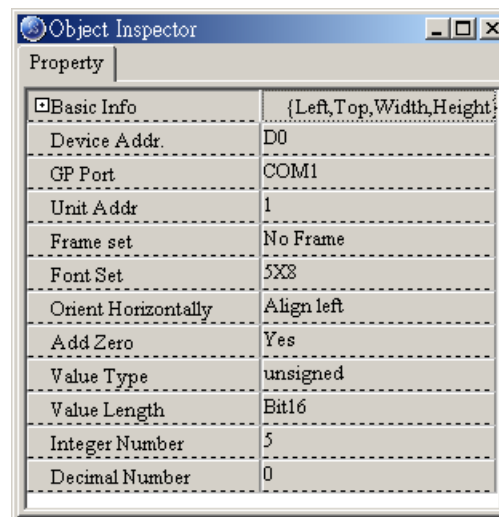 Object Inspector
Property
Basic Info {Left,Top,Width,Height}
Device Addr. D0
GP Port COM1
Unit Addr 1
Frame set No Frame
Font Set 5X8
Orient Horizontally Align left
Add Zero Yes
Value Type unsigned
Value Length Bit16
Integer Number 5
Decimal Number 0